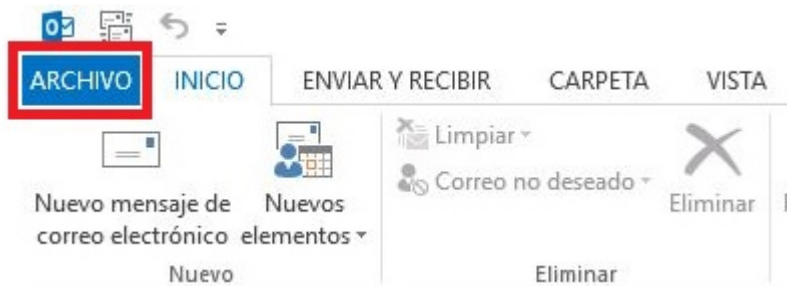 ARCHIVO INICIO ENVIAR Y RECIBIR CARPETA VISTA
Limpiar
Correo no deseado
Nuevo mensaje de
correo electrónico
Nuevos
elementos
Eliminar
Nuevo
Eliminar